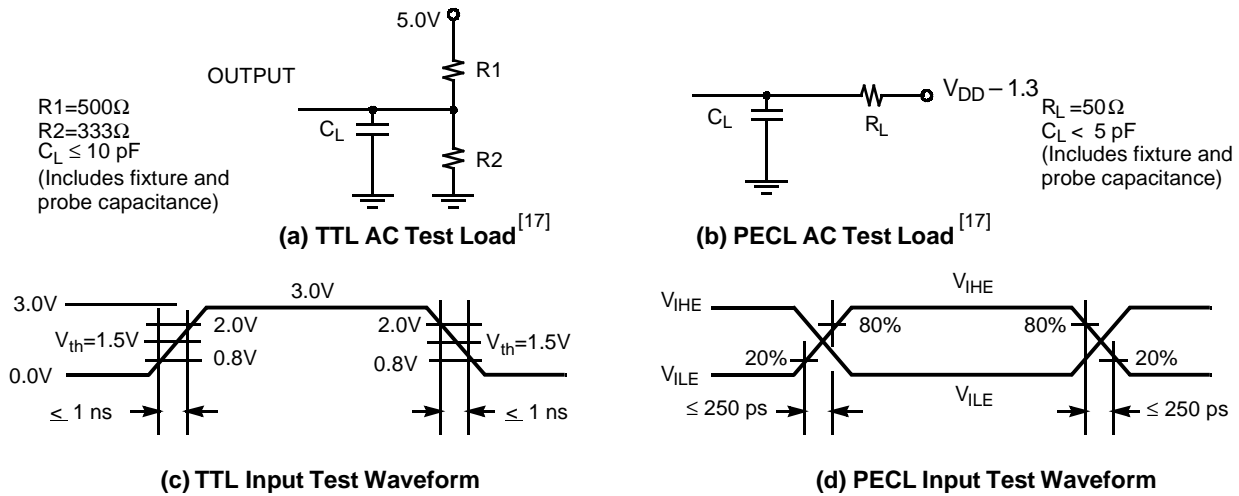 5.0V
R1
OUTPUT
R1=500Ω
R2=333Ω
C_L ≤ 10 pF
(Includes fixture and
probe capacitance)
C_L
R2
(a) TTL AC Test Load [17]
V_DD – 1.3
C_L
R_L
R_L =50Ω
C_L < 5 pF
(Includes fixture and
probe capacitance)
(b) PECL AC Test Load [17]
3.0V
3.0V
2.0V
2.0V
V_th=1.5V
V_th=1.5V
0.8V
0.8V
0.0V
≤ 1 ns
≤ 1 ns
(c) TTL Input Test Waveform
V_IHE
V_IHE
80%
80%
20%
20%
V_ILE
V_ILE
≤ 250 ps
≤ 250 ps
(d) PECL Input Test Waveform